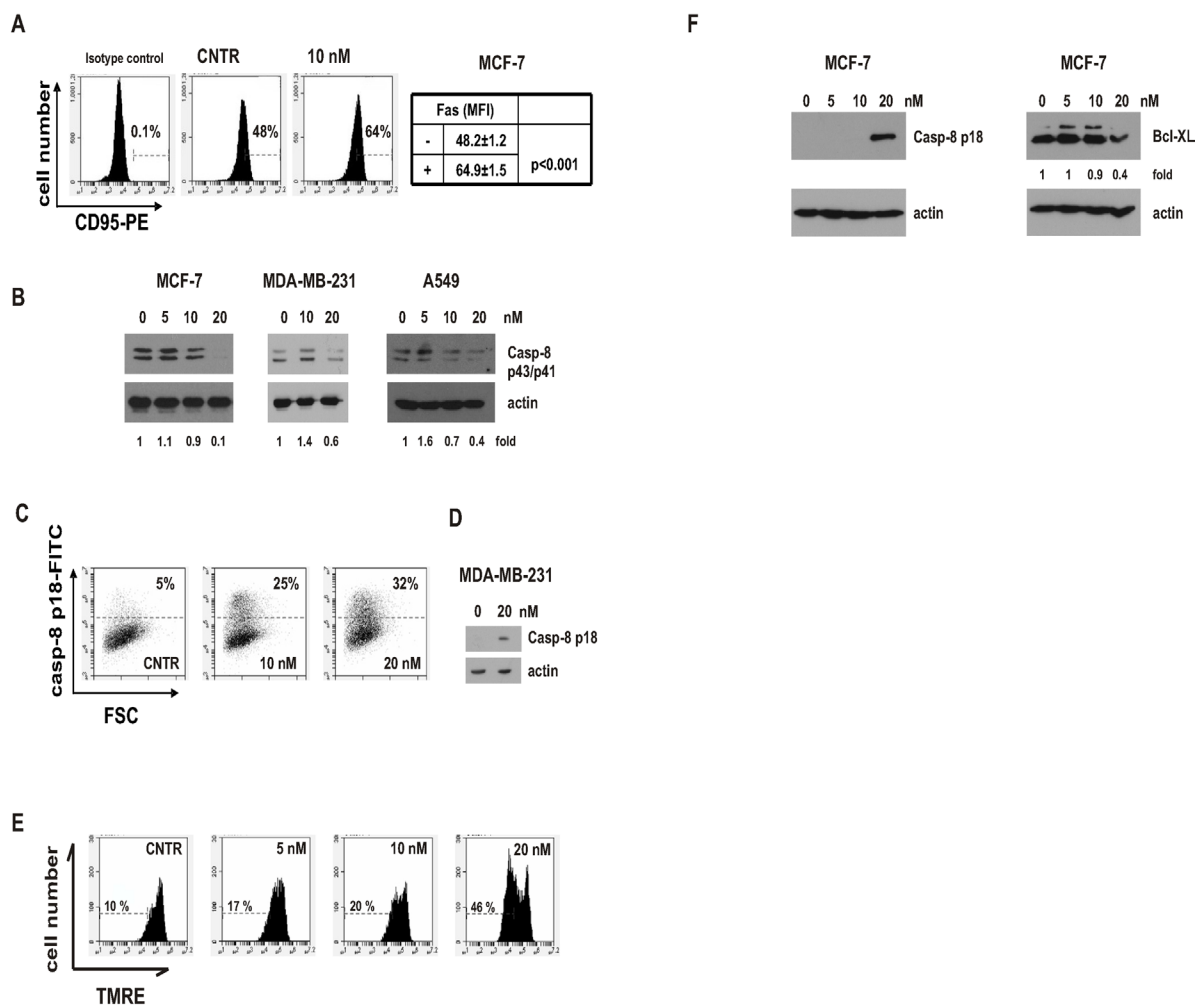 A
Isotype control
CNTR
10 nM
MCF-7
cell number
0.1%
48%
64%
CD95-PE
Fas (MFI)
- 48.2±1.2
+ 64.9±1.5
p<0.001
B
MCF-7 MDA-MB-231 A549
0 5 10 20 0 10 20 0 5 10 20 nM
Casp-8
p43/p41
actin
1 1.1 0.9 0.1 1 1.4 0.6 1 1.6 0.7 0.4 fold
C
casp-8 p18-FITC
5% 25% 32%
CNTR 10 nM 20 nM
FSC
D
MDA-MB-231
0 20 nM
Casp-8 p18
actin
E
cell number
CNTR 5 nM 10 nM 20 nM
10 % 17 % 20 % 46 %
TMRE
F
MCF-7 MCF-7
0 5 10 20 nM 0 5 10 20 nM
Casp-8 p18 Bcl-XL
1 1 0.9 0.4 fold
actin actin